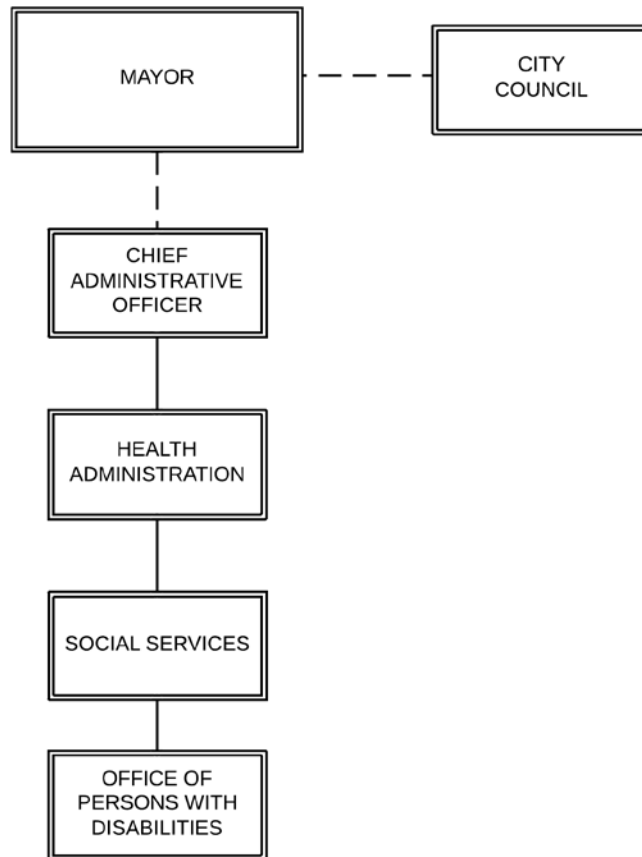 MAYOR
CITY
COUNCIL
CHIEF
ADMINISTRATIVE
OFFICER
HEALTH
ADMINISTRATION
SOCIAL SERVICES
OFFICE OF
PERSONS WITH
DISABILITIES